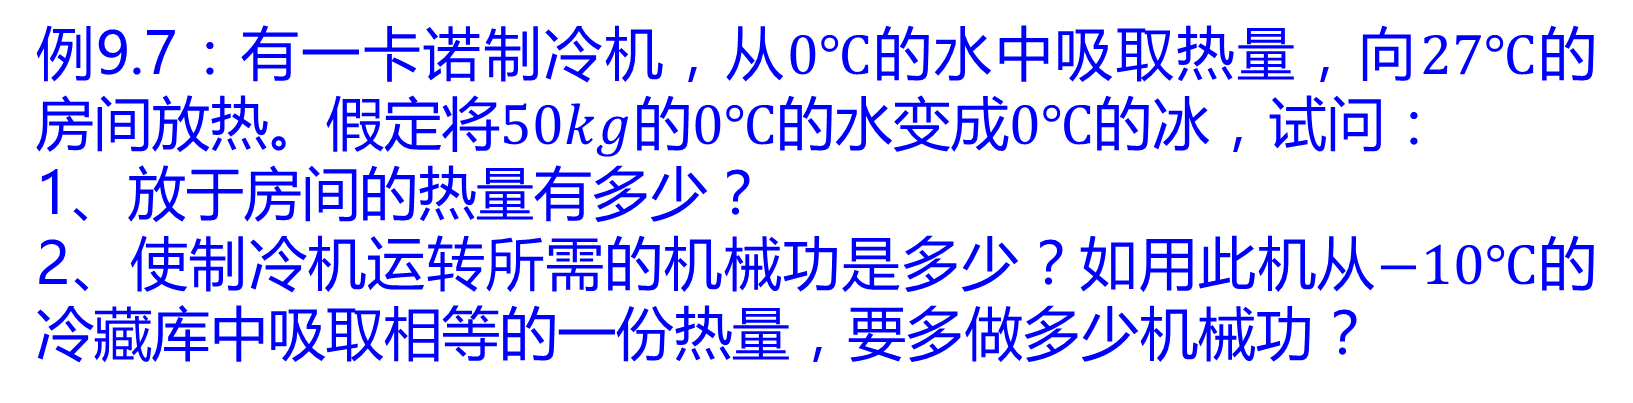 例9.7：有一卡诺制冷机，从0℃的水中吸取热量，向27℃的
房间放热。假定将50kg的0℃的水变成0℃的冰，试问：
1、放于房间的热量有多少？
2、使制冷机运转所需的机械功是多少？如用此机从−10℃的
冷藏库中吸取相等的一份热量，要多做多少机械功？